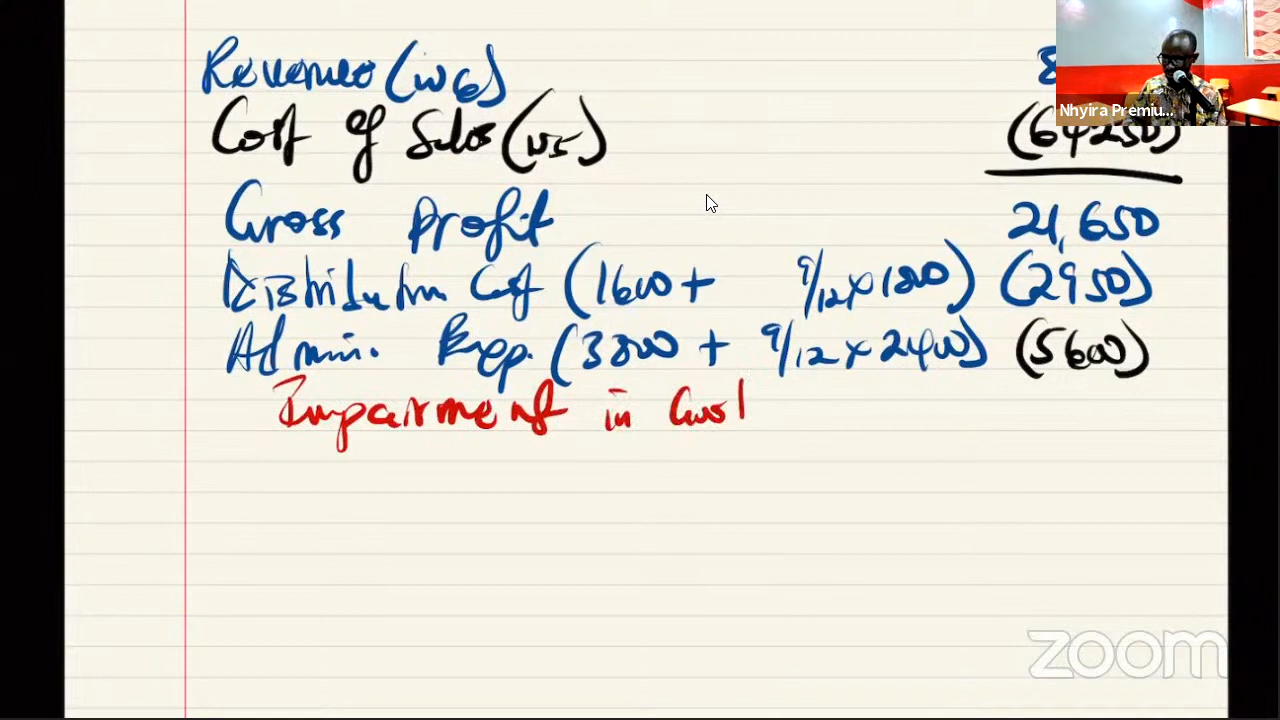 Revenue (w6) 8
Nhyira Premiu...
Cost of Sales (w5) (64250)
Gross Profit 21,650
Distribution Cost (1600 + 9/12 x 1800) (2950)
Admin. Exp. (3800 + 9/12 x 2400) (5600)
Impairment in
zoom